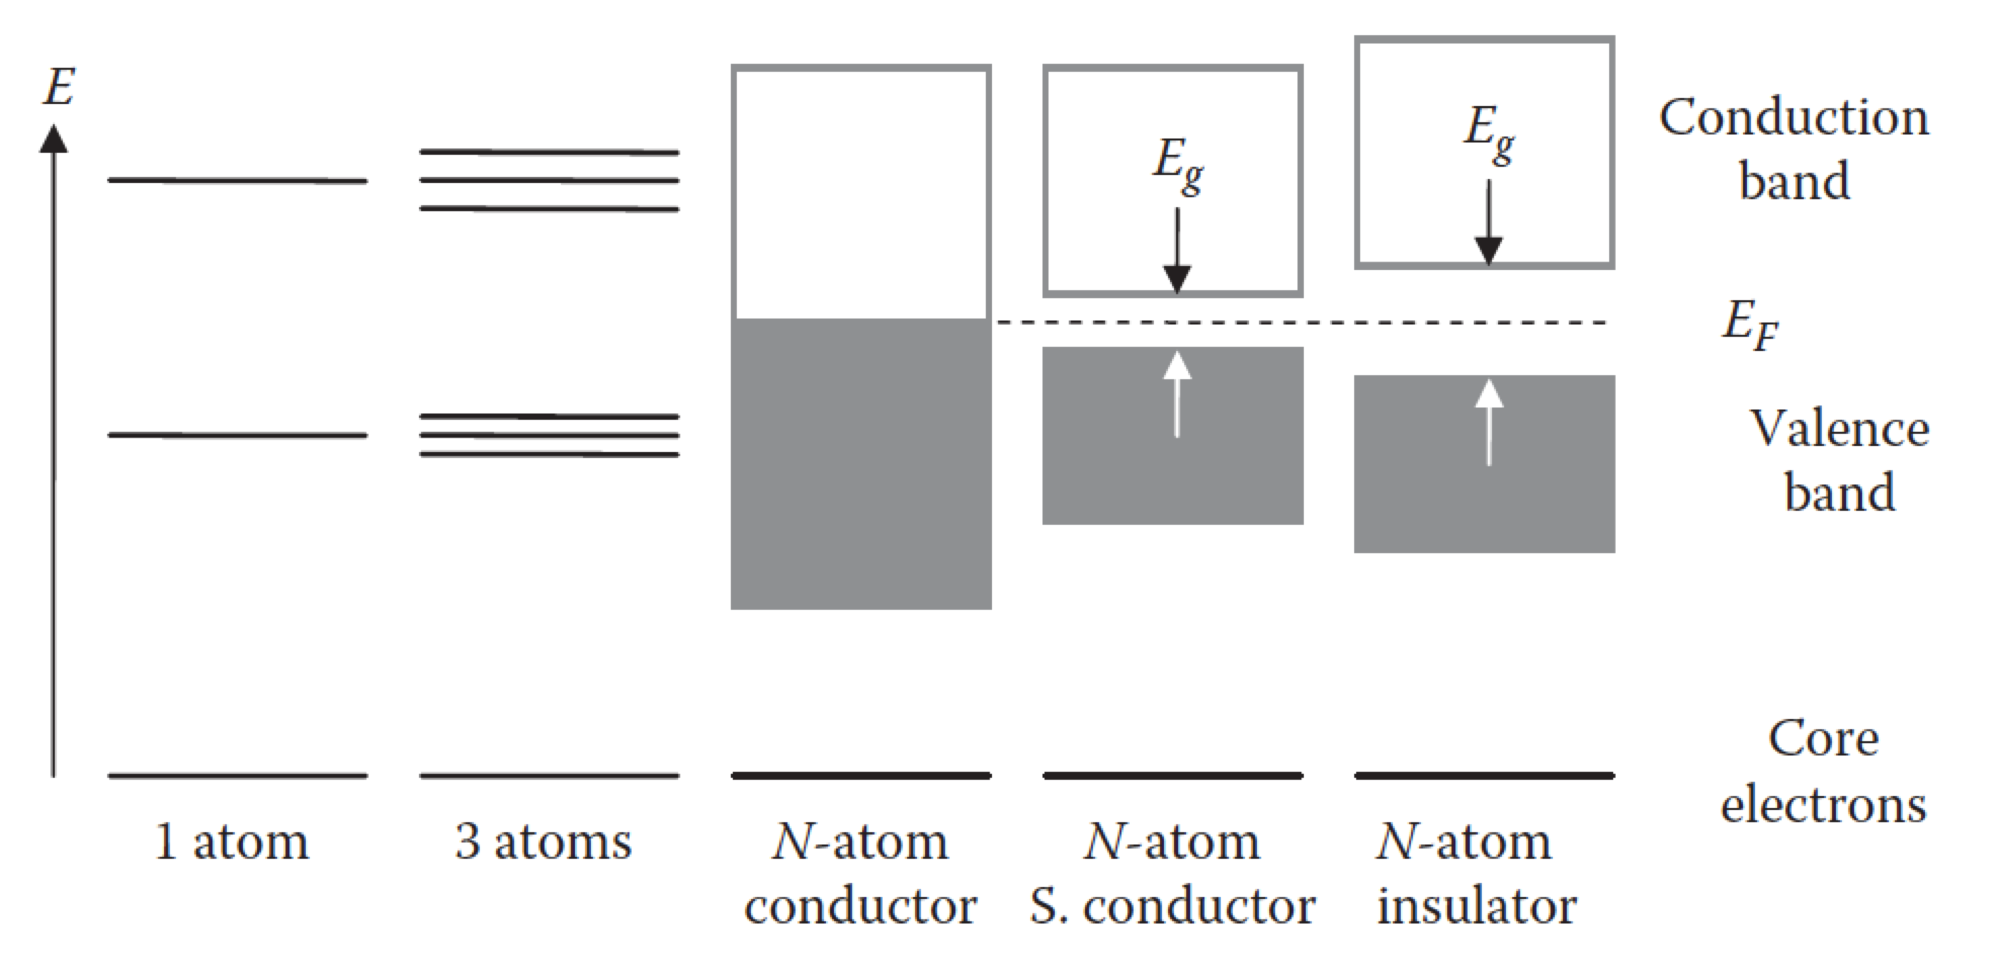 E
E_g
E_g
Conduction
band
E_F
Valence
band
Core
electrons
1 atom
3 atoms
N-atom
conductor
N-atom
S. conductor
N-atom
insulator